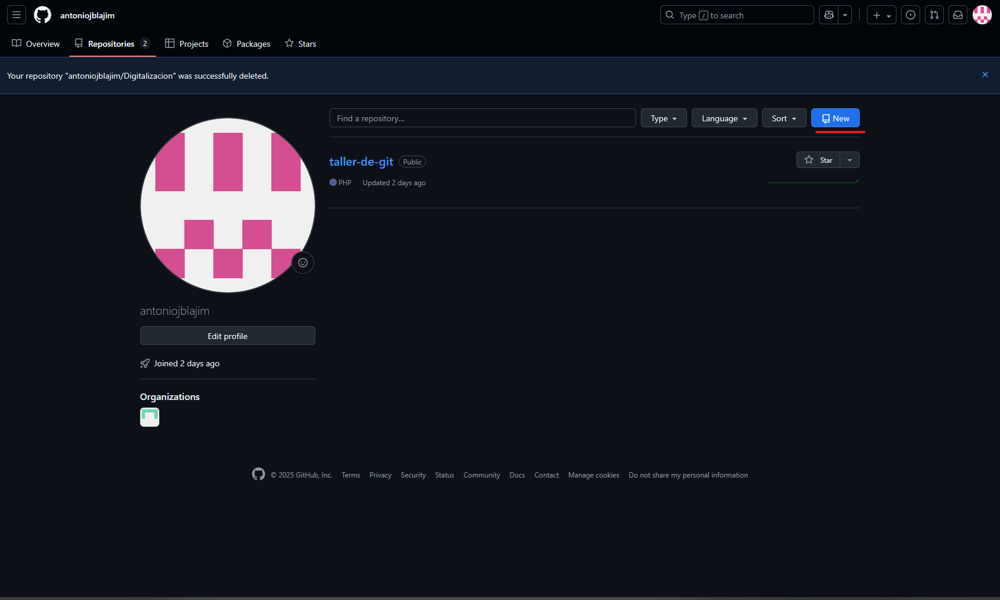 antoniojblajim
Type / to search
Overview
Repositories 2
Projects
Packages
Stars
Your repository "antoniojblajim/Digitalizacion" was successfully deleted.
Find a repository...
Type
Language
Sort
New
taller-de-git Public
Star
PHP Updated 2 days ago
antoniojblajim
Edit profile
Joined 2 days ago
Organizations
© 2025 GitHub, Inc. Terms Privacy Security Status Community Docs Contact Manage cookies Do not share my personal information